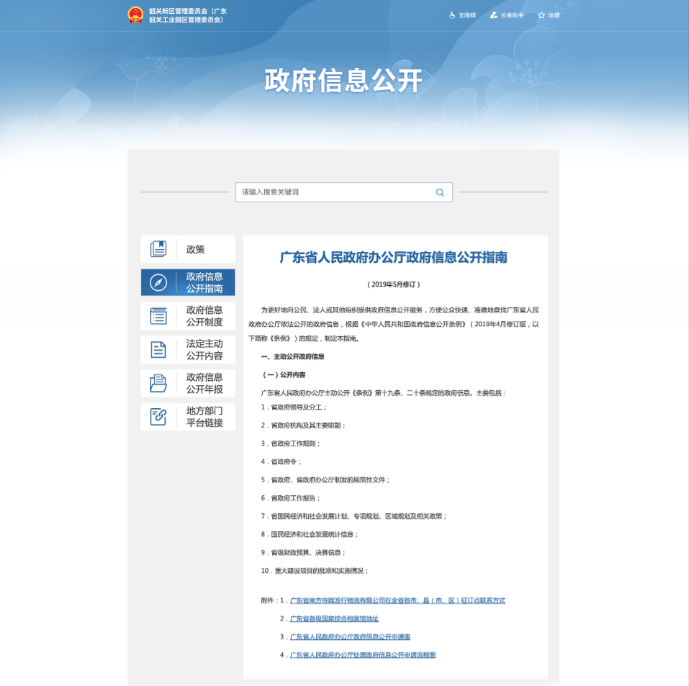 韶关新区管理委员会（广东
韶关工业园区管理委员会）
无障碍
长者助手
政府信息公开
请输入搜索关键词
政策
政府信息
公开指南
政府信息
公开制度
法定主动
公开内容
政府信息
公开年报
地方部门
平台链接
广东省人民政府办公厅政府信息公开指南
（2019年5月修订）
为更好地向公民、法人或其他组织提供政府信息公开服务，方便公众快速、准确地查找广东省人民
政府办公厅依法公开的政府信息，根据《中华人民共和国政府信息公开条例》（2019年4月修订版，以
下简称《条例》）的规定，制定本指南。
一、主动公开政府信息
（一）公开内容
广东省人民政府办公厅主动公开《条例》第十九条、二十条规定的政府信息。主要包括：
1．省政府领导及分工；
2．省政府机构及其主要职能；
3．省政府工作规则；
4．省政府令；
5．省政府、省政府办公厅制发的规范性文件；
6．省政府工作报告；
7．省国民经济和社会发展计划、专项规划、区域规划及相关政策；
8．国民经济和社会发展统计信息；
9．省级财政预算、决算信息；
10．重大建设项目的批准和实施情况；
附件：1．广东省南方传媒发行物流有限公司在全省各市、县（市、区）征订点联系方式
2．广东省各级国家综合档案馆地址
3．广东省人民政府办公厅政府信息公开申请表
4．广东省人民政府办公厅处理政府信息公开申请流程图